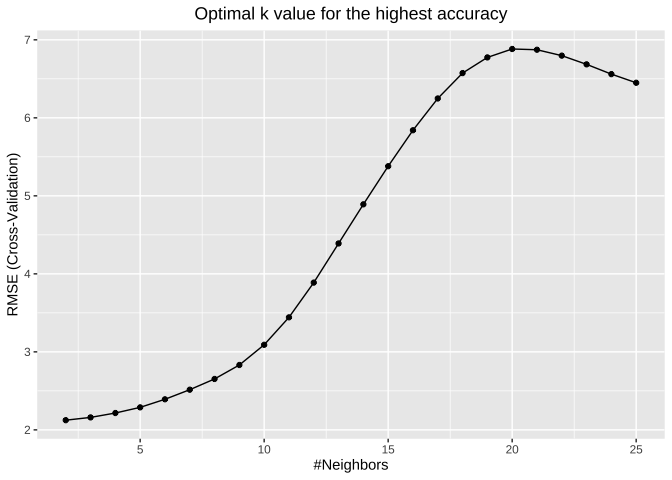 Optimal k value for the highest accuracy
7
6
5
4
3
2
RMSE (Cross-Validation)
5 10 15 20 25
#Neighbors